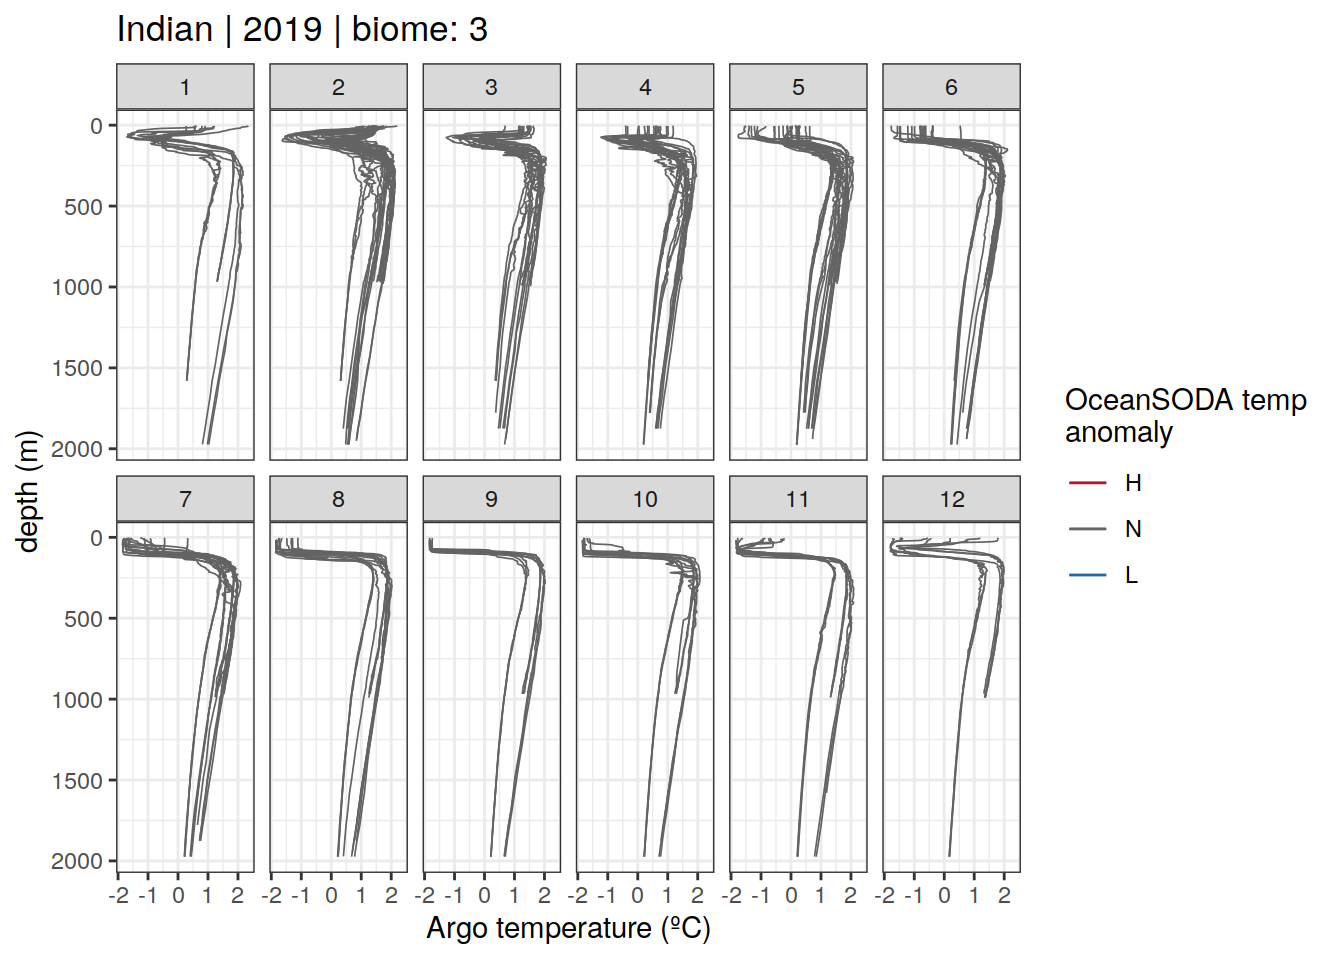 Indian | 2019 | biome: 3
1 2 3 4 5 6
0
500
1000
1500
2000
7 8 9 10 11 12
0
500
1000
1500
2000
-2 -1 0 1 2 -2 -1 0 1 2 -2 -1 0 1 2 -2 -1 0 1 2 -2 -1 0 1 2 -2 -1 0 1 2
Argo temperature (ºC)
depth (m)
OceanSODA temp
anomaly
H
N
L